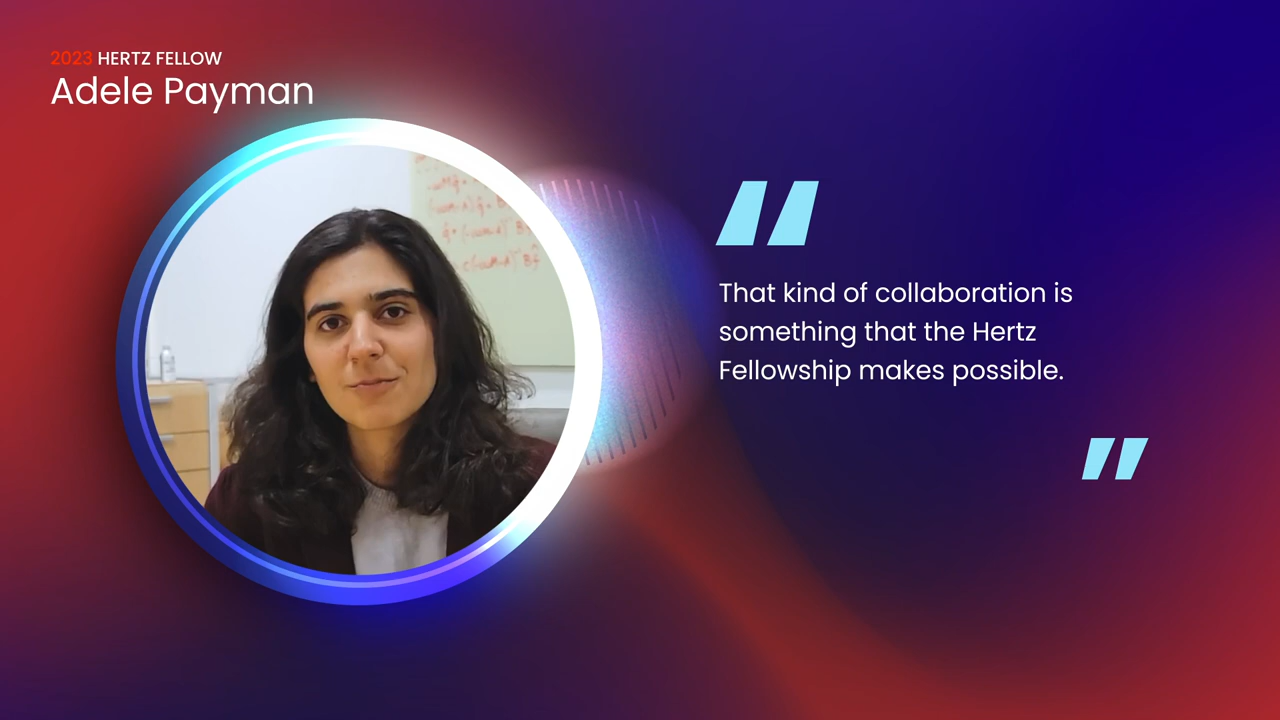 2023 HERTZ FELLOW
Adele Payman
“
That kind of collaboration is
something that the Hertz
Fellowship makes possible.
”